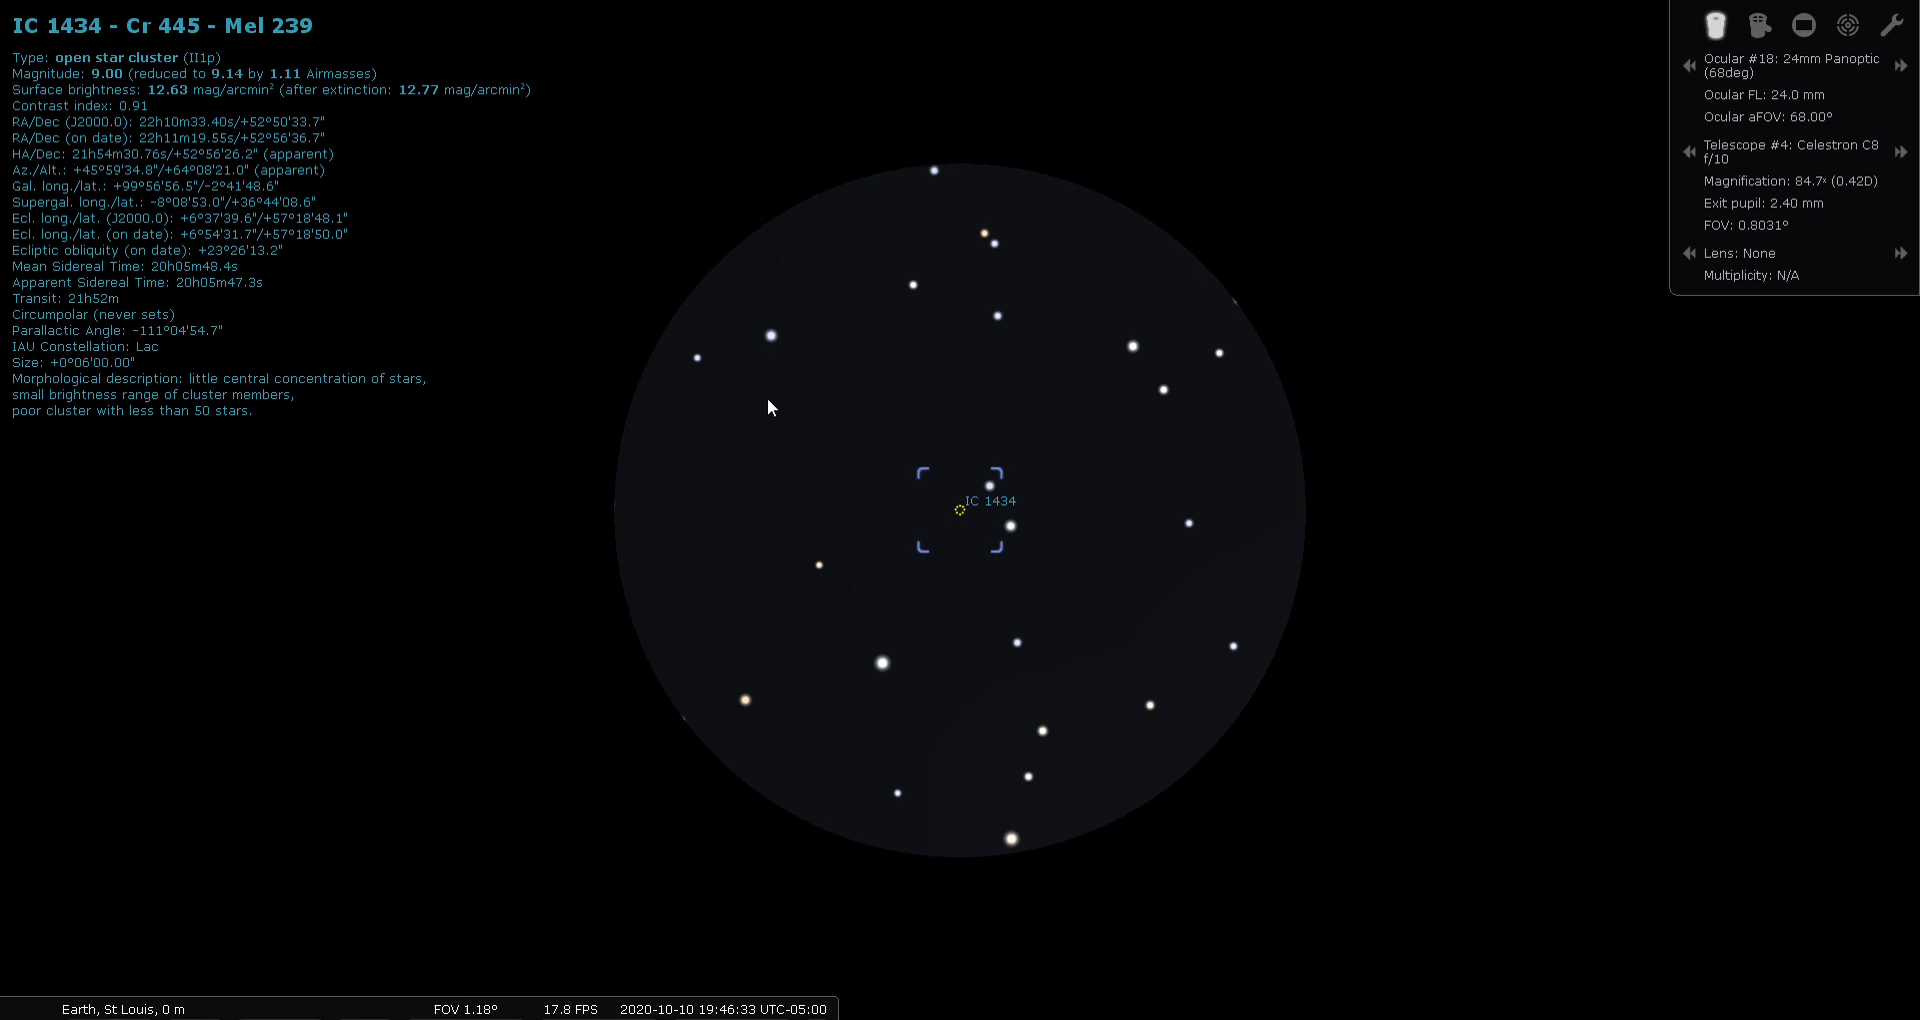 IC 1434 - Cr 445 - Mel 239
Type: open star cluster (II1p)
Magnitude: 9.00 (reduced to 9.14 by 1.11 Airmasses)
Surface brightness: 12.63 mag/arcmin² (after extinction: 12.77 mag/arcmin²)
Contrast index: 0.91
RA/Dec (J2000.0): 22h10m33.40s/+52°50'33.7"
RA/Dec (on date): 22h11m19.55s/+52°56'36.7"
HA/Dec: 21h54m30.76s/+52°56'26.2" (apparent)
Az./Alt.: +45°59'34.8"/+64°08'21.0" (apparent)
Gal. long./lat.: +99°56'56.5"/-2°41'48.6"
Supergal. long./lat.: -8°08'53.0"/+36°44'08.6"
Ecl. long./lat. (J2000.0): +6°37'39.6"/+57°18'48.1"
Ecl. long./lat. (on date): +6°54'31.7"/+57°18'50.0"
Ecliptic obliquity (on date): +23°26'13.2"
Mean Sidereal Time: 20h05m48.4s
Apparent Sidereal Time: 20h05m47.3s
Transit: 21h52m
Circumpolar (never sets)
Parallactic Angle: -111°04'54.7"
IAU Constellation: Lac
Size: +0°06'00.00"
Morphological description: little central concentration of stars,
small brightness range of cluster members,
poor cluster with less than 50 stars.
Ocular #18: 24mm Panoptic
(68deg)
Ocular FL: 24.0 mm
Ocular aFOV: 68.00°
Telescope #4: Celestron C8
f/10
Magnification: 84.7ˣ (0.42D)
Exit pupil: 2.40 mm
FOV: 0.8031°
Lens: None
Multiplicity: N/A
IC 1434
Earth, St Louis, 0 m FOV 1.18° 17.8 FPS 2020-10-10 19:46:33 UTC-05:00